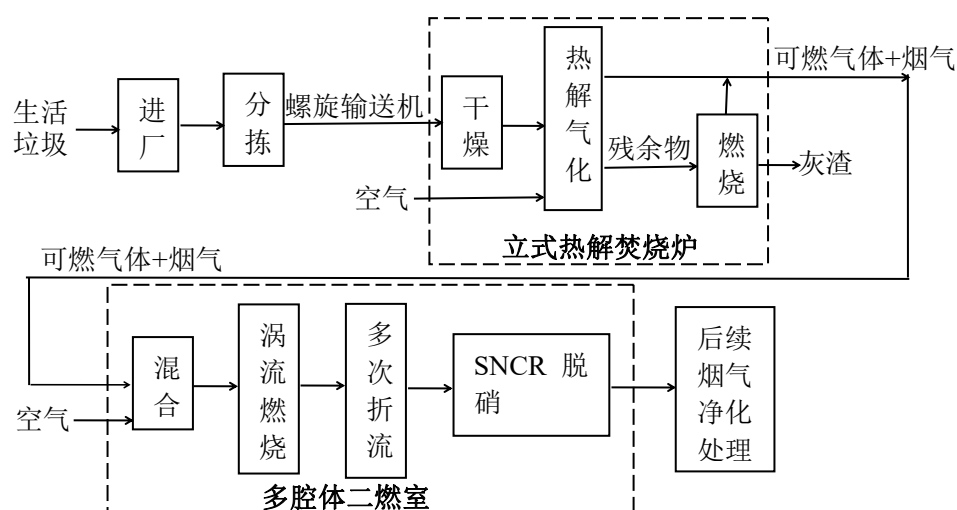 生活
垃圾
进
厂
分
拣
螺旋输送机
干
燥
热
解
气
化
空气
残余物
燃
烧
灰渣
可燃气体+烟气
立式热解焚烧炉
可燃气体+烟气
空气
混
合
涡
流
燃
烧
多
次
折
流
SNCR 脱
硝
后续
烟气
净化
处理
多腔体二燃室